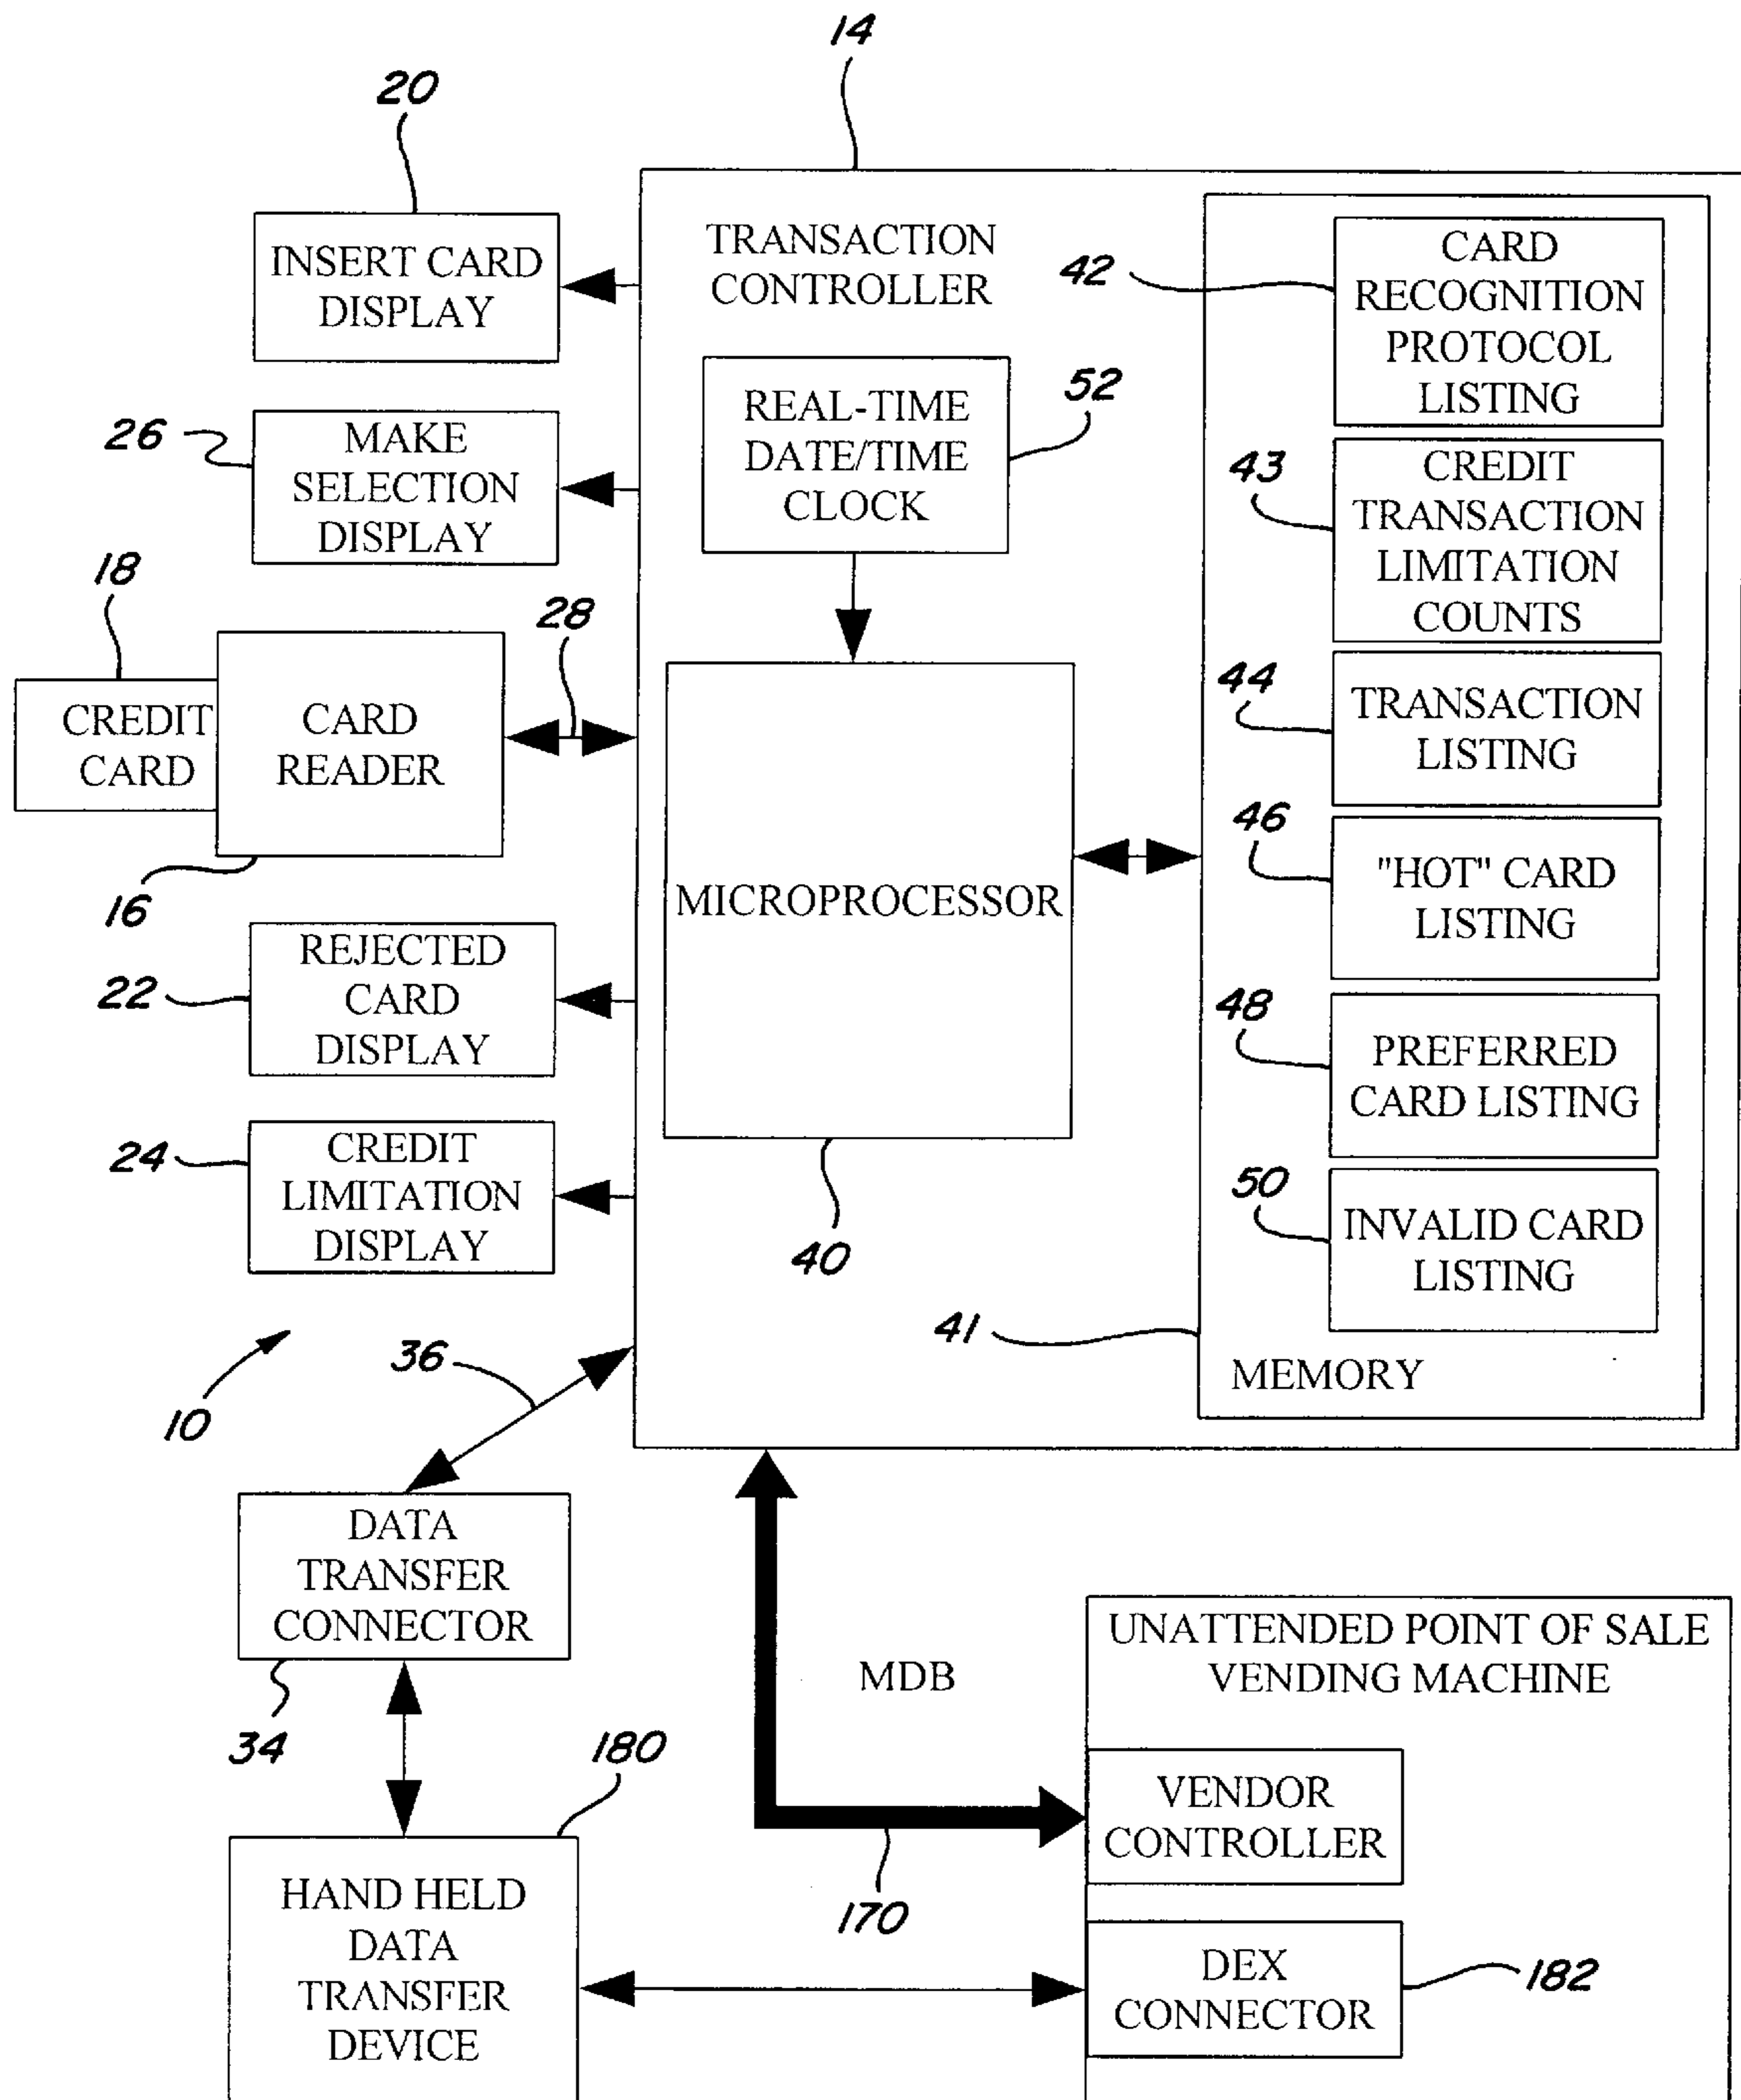 14
20
INSERT CARD
DISPLAY
TRANSACTION
CONTROLLER
42
CARD
RECOGNITION
PROTOCOL
LISTING
26
MAKE
SELECTION
DISPLAY
REAL-TIME
DATE/TIME
CLOCK
52
43
CREDIT
TRANSACTION
LIMITATION
COUNTS
18
CREDIT
CARD
CARD
READER
28
16
44
TRANSACTION
LISTING
MICROPROCESSOR
46
"HOT" CARD
LISTING
22
REJECTED
CARD
DISPLAY
48
PREFERRED
CARD LISTING
24
CREDIT
LIMITATION
DISPLAY
40
50
INVALID CARD
LISTING
41
MEMORY
10
36
DATA
TRANSFER
CONNECTOR
34
MDB
170
UNATTENDED POINT OF SALE
VENDING MACHINE
VENDOR
CONTROLLER
180
HAND HELD
DATA
TRANSFER
DEVICE
DEX
CONNECTOR
182